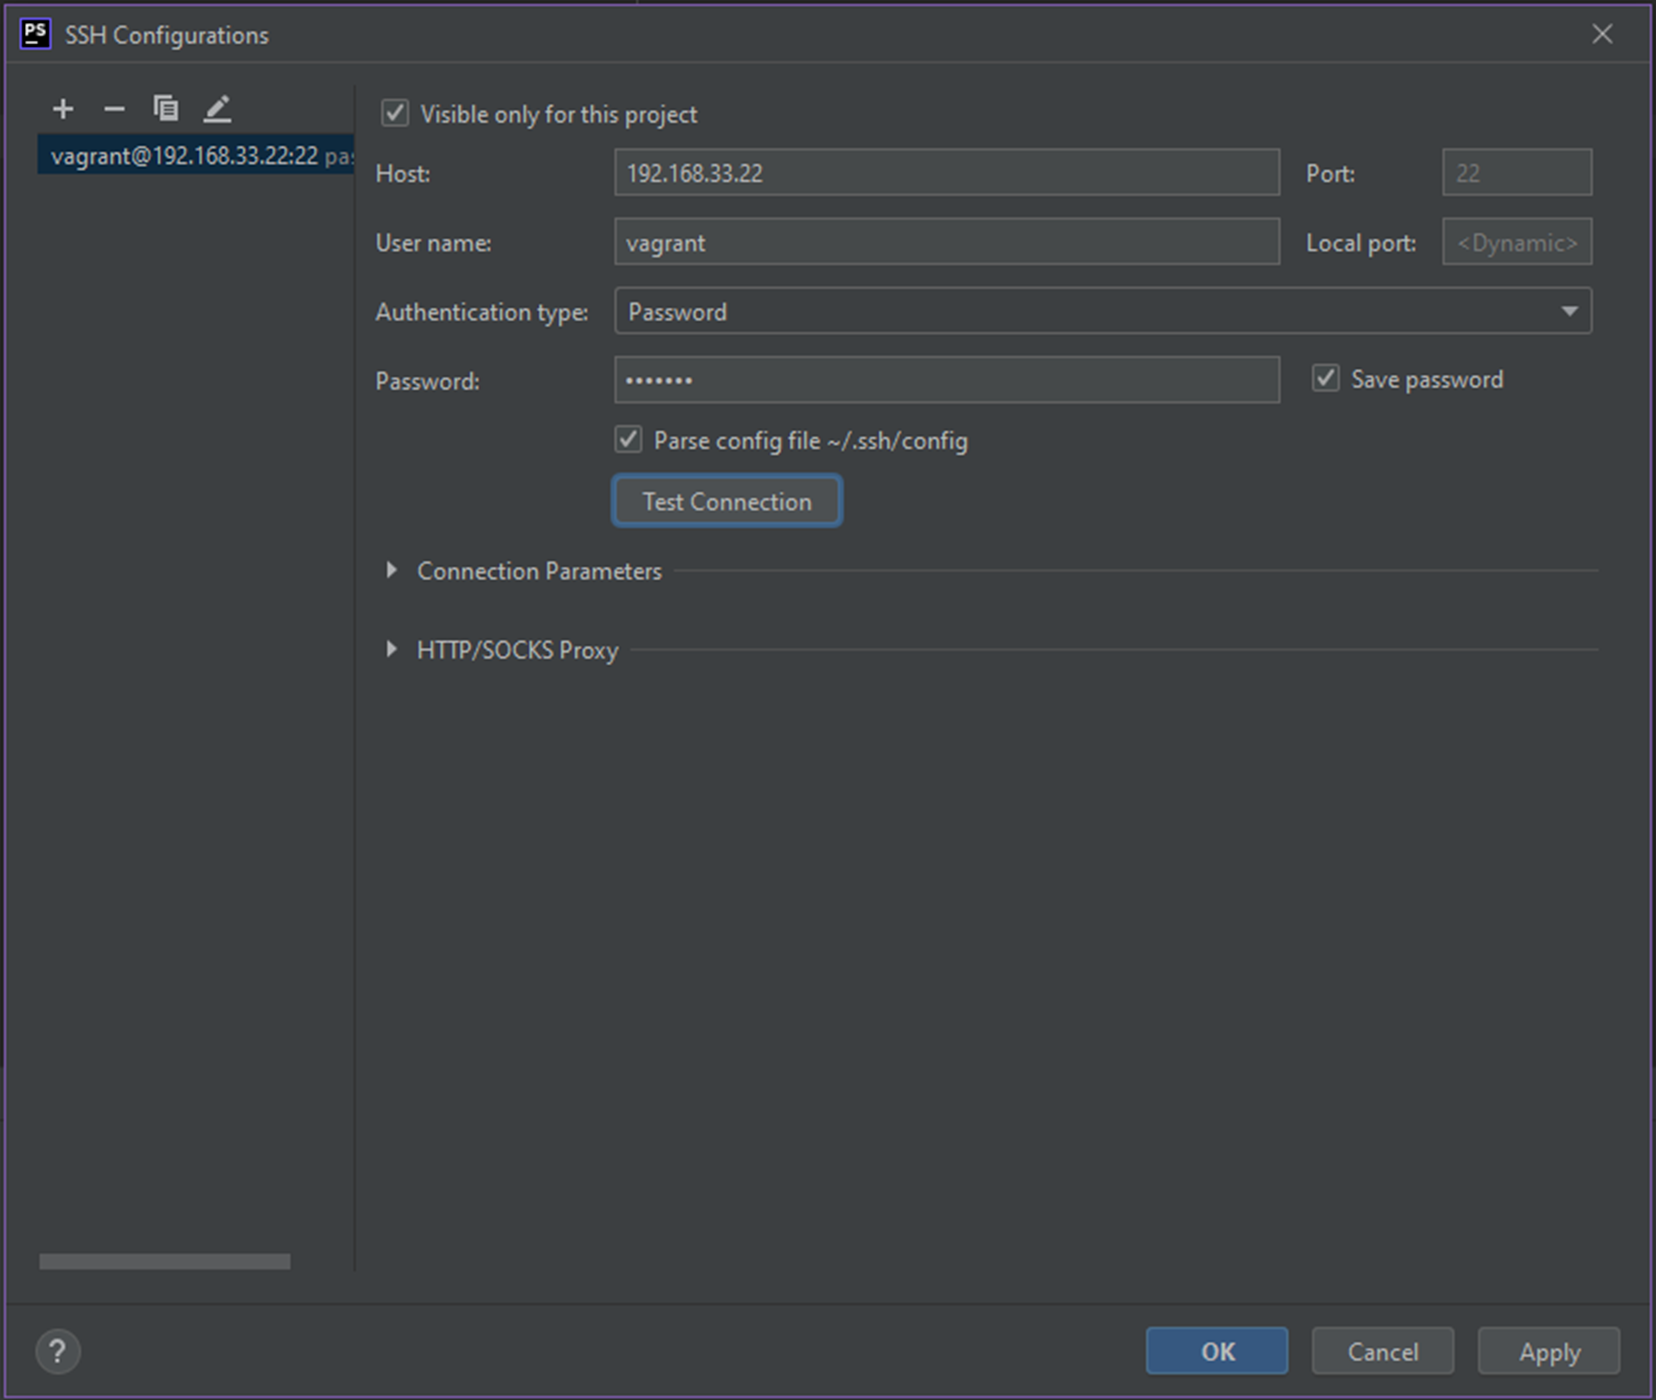 PS SSH Configurations
Visible only for this project
vagrant@192.168.33.22:22 pas
Host: 192.168.33.22 Port: 22
User name: vagrant Local port: <Dynamic>
Authentication type: Password
Password: ••••••• Save password
Parse config file ~/.ssh/config
Test Connection
Connection Parameters
HTTP/SOCKS Proxy
? OK Cancel Apply